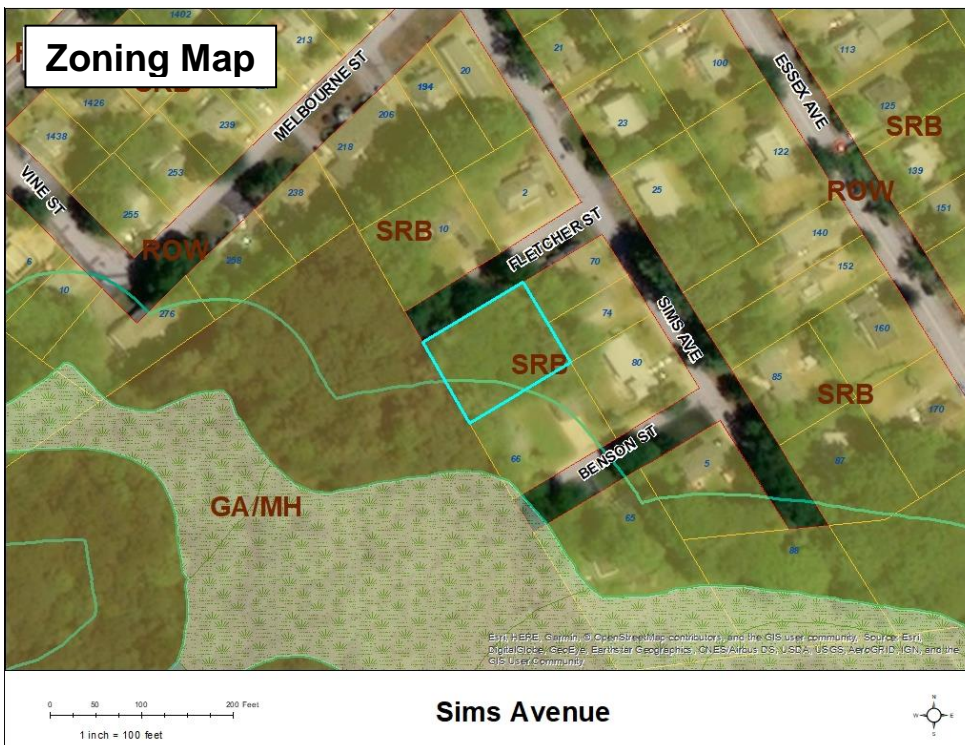 Zoning Map
1402
213
20
21
100
113
ESSEX AVE
MELBOURNE ST
194
1426
125
206
SRB
239
23
1438
122
218
139
253
VINE ST
25
ROW
238
2
151
255
SRB
10
140
ROW
FLETCHER ST
258
70
152
6
10
276
74
SIMS AVE
160
SRB
80
85
SRB
170
BENSON ST
66
5
87
GA/MH
65
88
Esri, HERE, Garmin, © OpenStreetMap contributors, and the GIS user community, Source: Esri,
DigitalGlobe, GeoEye, Earthstar Geographics, CNES/Airbus DS, USDA, USGS, AeroGRID, IGN, and the
GIS User Community
0 50 100 200 Feet
1 inch = 100 feet
Sims Avenue
N
W E
S